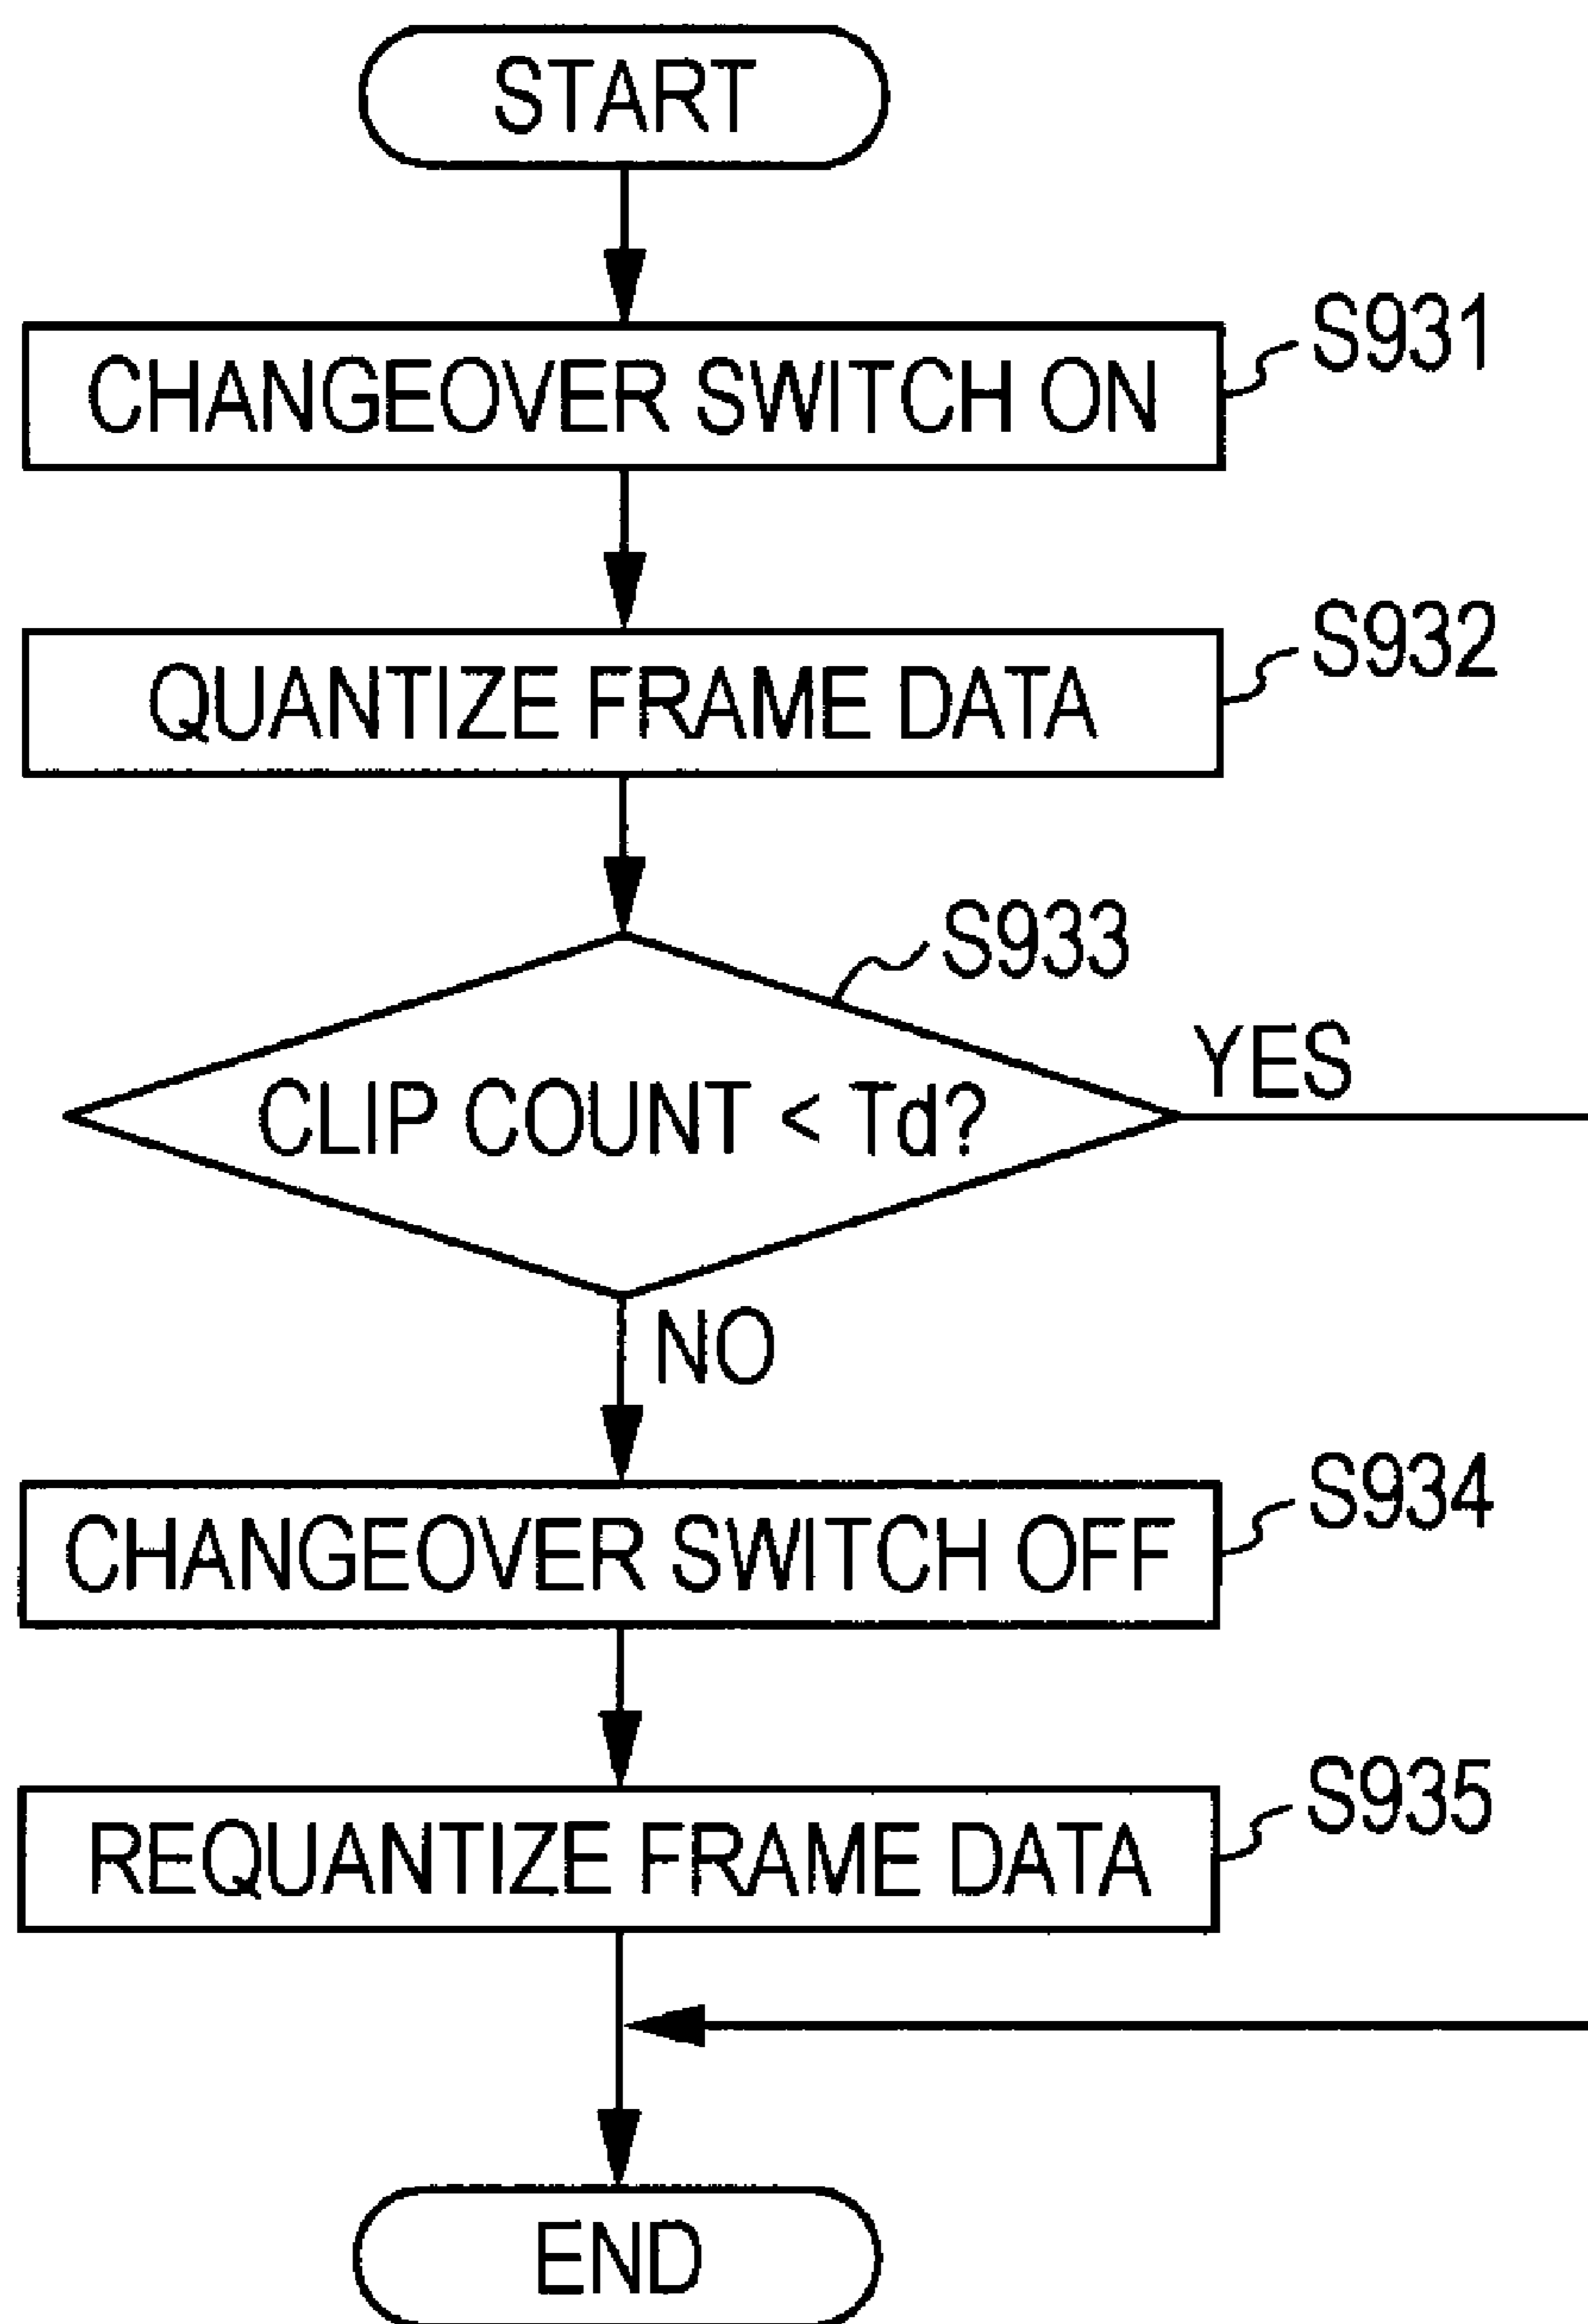 START
CHANGEOVER SWITCH ON
S931
QUANTIZE FRAME DATA
S932
S933
CLIP COUNT < Td?
YES
NO
CHANGEOVER SWITCH OFF
S934
REQUANTIZE FRAME DATA
S935
END